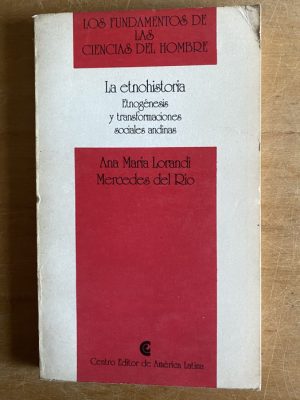 LOS FUNDAMENTOS DE
LAS
CIENCIAS DEL HOMBRE
La etnohistoria
Etnogénesis
y transformaciones
sociales andinas
Ana María Lorandi
Mercedes del Río
Centro Editor de América Latina